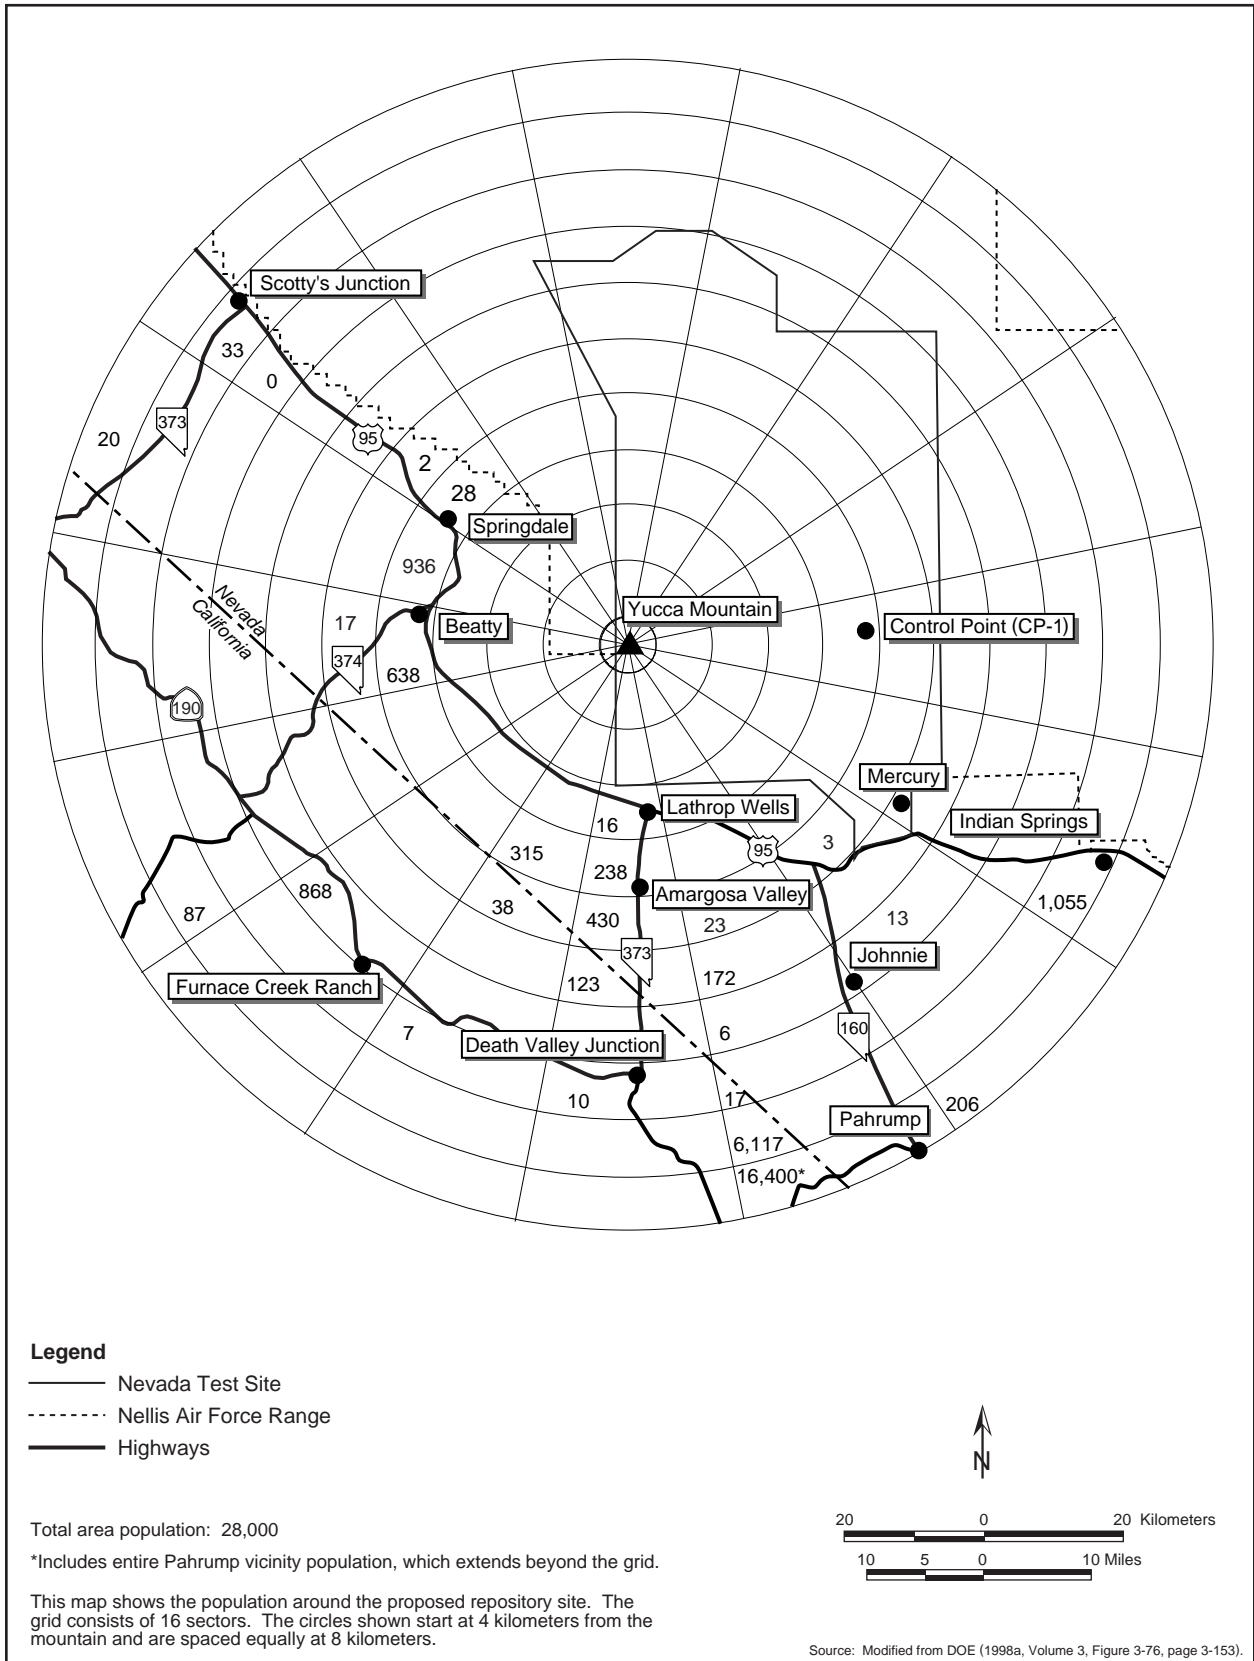 Scotty's Junction
33
0
373
20
95
2
28
Springdale
936
Nevada
California
17
Beatty
Yucca Mountain
Control Point (CP-1)
374
638
190
Mercury
Lathrop Wells
Indian Springs
16
95
3
315
238
Amargosa Valley
868
1,055
38
87
430
23
13
373
Johnnie
Furnace Creek Ranch
123
172
7
6
160
Death Valley Junction
10
17
206
Pahrump
6,117
16,400*
Legend
Nevada Test Site
Nellis Air Force Range
Highways
N
20 0 20 Kilometers
10 5 0 10 Miles
Total area population: 28,000
*Includes entire Pahrump vicinity population, which extends beyond the grid.
This map shows the population around the proposed repository site. The
grid consists of 16 sectors. The circles shown start at 4 kilometers from the
mountain and are spaced equally at 8 kilometers.
Source: Modified from DOE (1998a, Volume 3, Figure 3-76, page 3-153).